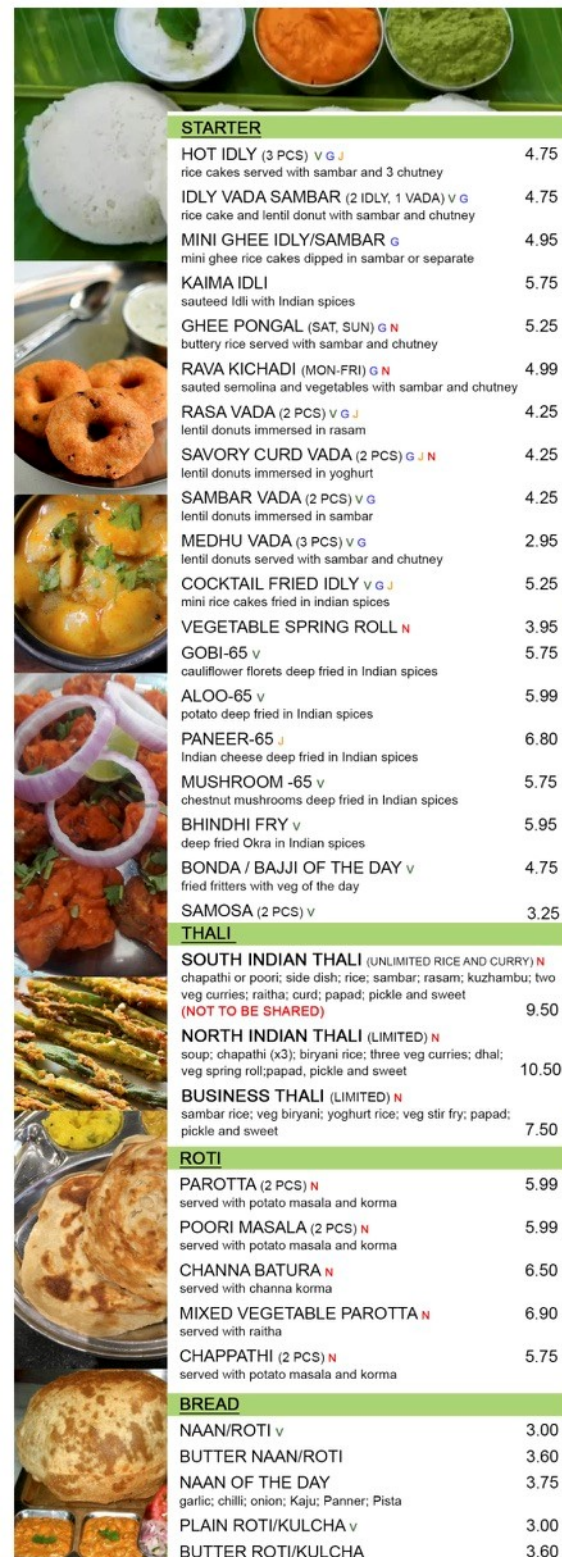 STARTER
HOT IDLY (3 PCS) V G J 4.75
rice cakes served with sambar and 3 chutney
IDLY VADA SAMBAR (2 IDLY, 1 VADA) V G 4.75
rice cake and lentil donut with sambar and chutney
MINI GHEE IDLY/SAMBAR G 4.95
mini ghee rice cakes dipped in sambar or separate
KAIMA IDLI 5.75
sauteed Idli with Indian spices
GHEE PONGAL (SAT, SUN) G N 5.25
buttery rice served with sambar and chutney
RAVA KICHADI (MON-FRI) G N 4.99
sauted semolina and vegetables with sambar and chutney
RASA VADA (2 PCS) V G J 4.25
lentil donuts immersed in rasam
SAVORY CURD VADA (2 PCS) G J N 4.25
lentil donuts immersed in yoghurt
SAMBAR VADA (2 PCS) V G 4.25
lentil donuts immersed in sambar
MEDHU VADA (3 PCS) V G 2.95
lentil donuts served with sambar and chutney
COCKTAIL FRIED IDLY V G J 5.25
mini rice cakes fried in indian spices
VEGETABLE SPRING ROLL N 3.95
GOBI-65 V 5.75
cauliflower florets deep fried in Indian spices
ALOO-65 V 5.99
potato deep fried in Indian spices
PANEER-65 J 6.80
Indian cheese deep fried in Indian spices
MUSHROOM -65 V 5.75
chestnut mushrooms deep fried in Indian spices
BHINDHI FRY V 5.95
deep fried Okra in Indian spices
BONDA / BAJJI OF THE DAY V 4.75
fried fritters with veg of the day
SAMOSA (2 PCS) V 3.25
THALI
SOUTH INDIAN THALI (UNLIMITED RICE AND CURRY) N
chapathi or poori; side dish; rice; sambar; rasam; kuzhambu; two
veg curries; raitha; curd; papad; pickle and sweet
(NOT TO BE SHARED) 9.50
NORTH INDIAN THALI (LIMITED) N
soup; chapathi (x3); biryani rice; three veg curries; dhal;
veg spring roll;papad, pickle and sweet 10.50
BUSINESS THALI (LIMITED) N
sambar rice; veg biryani; yoghurt rice; veg stir fry; papad;
pickle and sweet 7.50
ROTI
PAROTTA (2 PCS) N 5.99
served with potato masala and korma
POORI MASALA (2 PCS) N 5.99
served with potato masala and korma
CHANNA BATURA N 6.50
served with channa korma
MIXED VEGETABLE PAROTTA N 6.90
served with raitha
CHAPPATHI (2 PCS) N 5.75
served with potato masala and korma
BREAD
NAAN/ROTI V 3.00
BUTTER NAAN/ROTI 3.60
NAAN OF THE DAY 3.75
garlic; chilli; onion; Kaju; Panner; Pista
PLAIN ROTI/KULCHA V 3.00
BUTTER ROTI/KULCHA 3.60